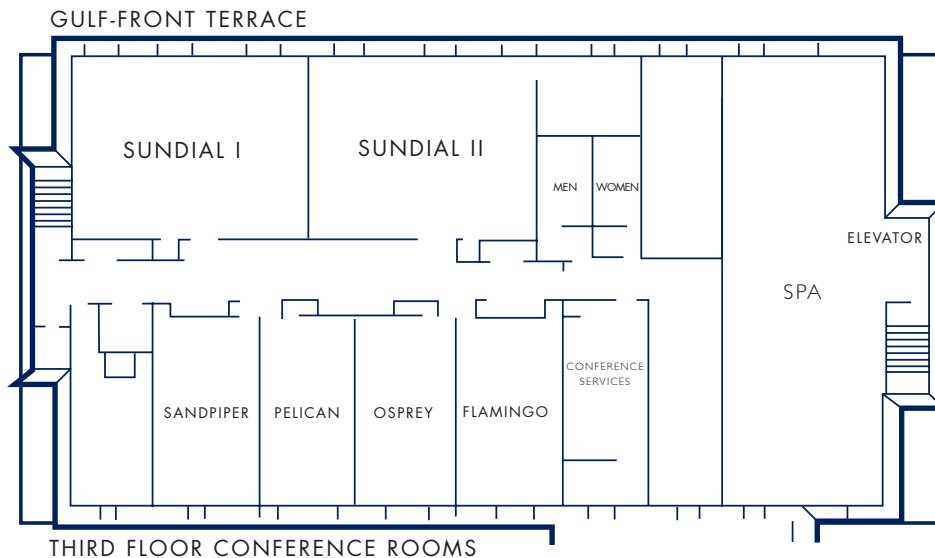 GULF-FRONT TERRACE
SUNDIAL I
SUNDIAL II
MEN
WOMEN
ELEVATOR
SPA
CONFERENCE
SERVICES
SANDPIPER
PELICAN
OSPREY
FLAMINGO
THIRD FLOOR CONFERENCE ROOMS